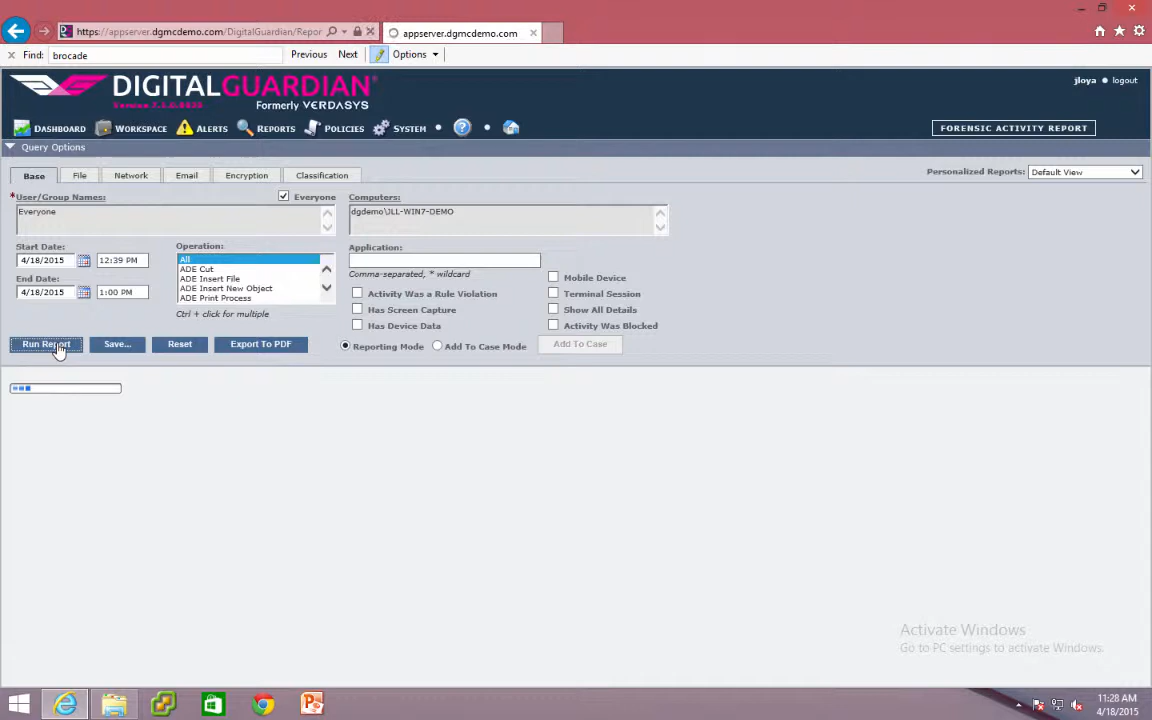 https://appserver.dgmcdemo.com/DigitalGuardian/Repor
appserver.dgmcdemo.com
Find: brocade Previous Next Options
DIGITALGUARDIAN
Version 7.1.0.0035
Formerly VERDASYS
jloya logout
DASHBOARD WORKSPACE ALERTS REPORTS POLICIES SYSTEM
FORENSIC ACTIVITY REPORT
Query Options
Base File Network Email Encryption Classification
Personalized Reports: Default View
*User/Group Names: Everyone Computers:
Everyone dgdemo\JLL-WIN7-DEMO
Start Date: Operation: Application:
4/18/2015 12:39 PM
All
ADE Cut
ADE Insert File
ADE Insert New Object
ADE Print Process
Comma-separated, * wildcard
Mobile Device
End Date:
4/18/2015 1:00 PM
Activity Was a Rule Violation Terminal Session
Has Screen Capture Show All Details
Ctrl + click for multiple
Has Device Data Activity Was Blocked
Run Report Save... Reset Export To PDF Reporting Mode Add To Case Mode Add To Case
Activate Windows
Go to PC settings to activate Windows.
11:28 AM
4/18/2015